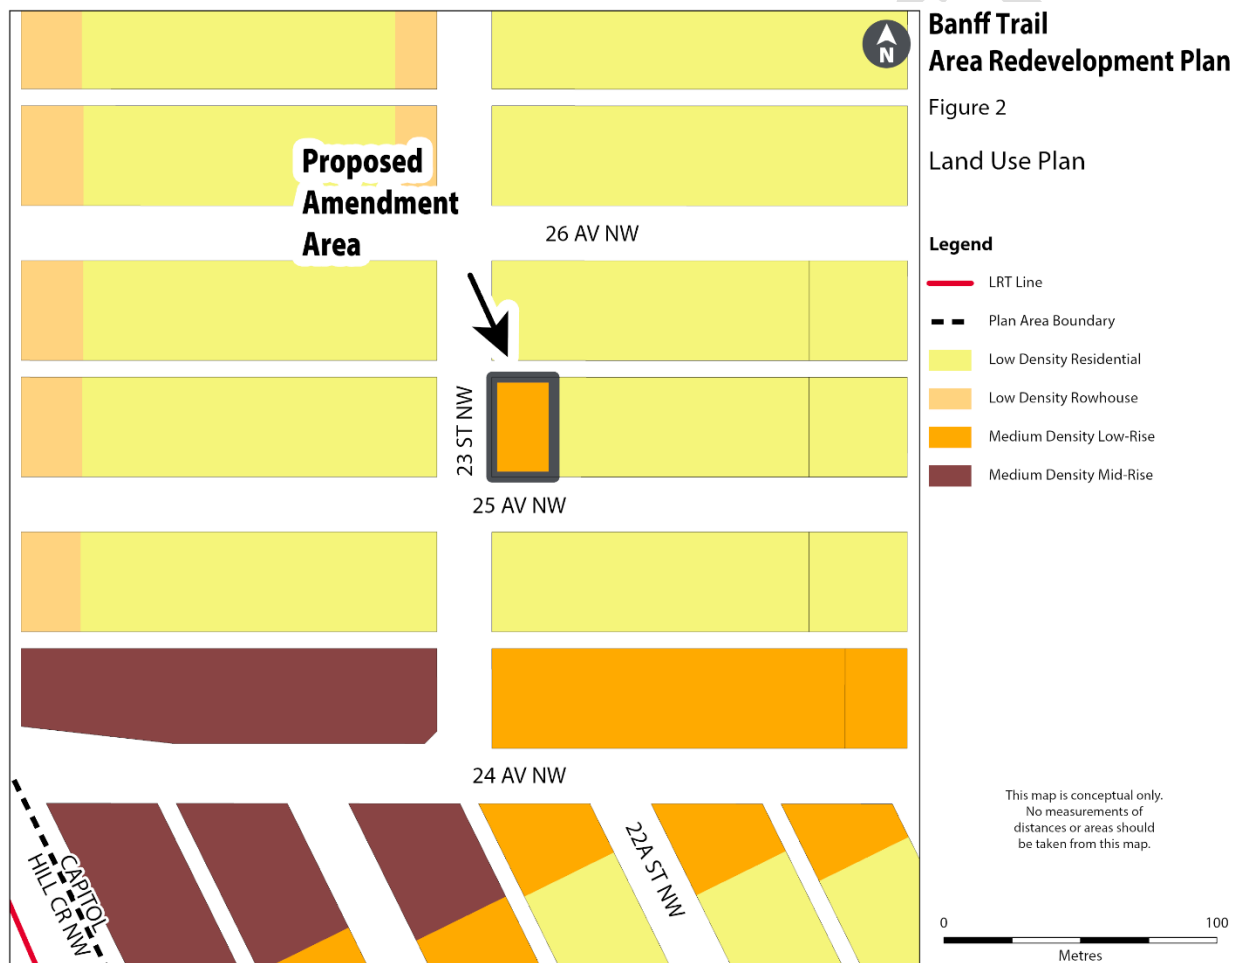 Banff Trail
Area Redevelopment Plan
Figure 2
Land Use Plan
N
Proposed
Amendment
Area
26 AV NW
23 ST NW
25 AV NW
24 AV NW
22A ST NW
CAPITOL
HILL CR NW
Legend
LRT Line
Plan Area Boundary
Low Density Residential
Low Density Rowhouse
Medium Density Low-Rise
Medium Density Mid-Rise
This map is conceptual only.
No measurements of
distances or areas should
be taken from this map.
0 100
Metres